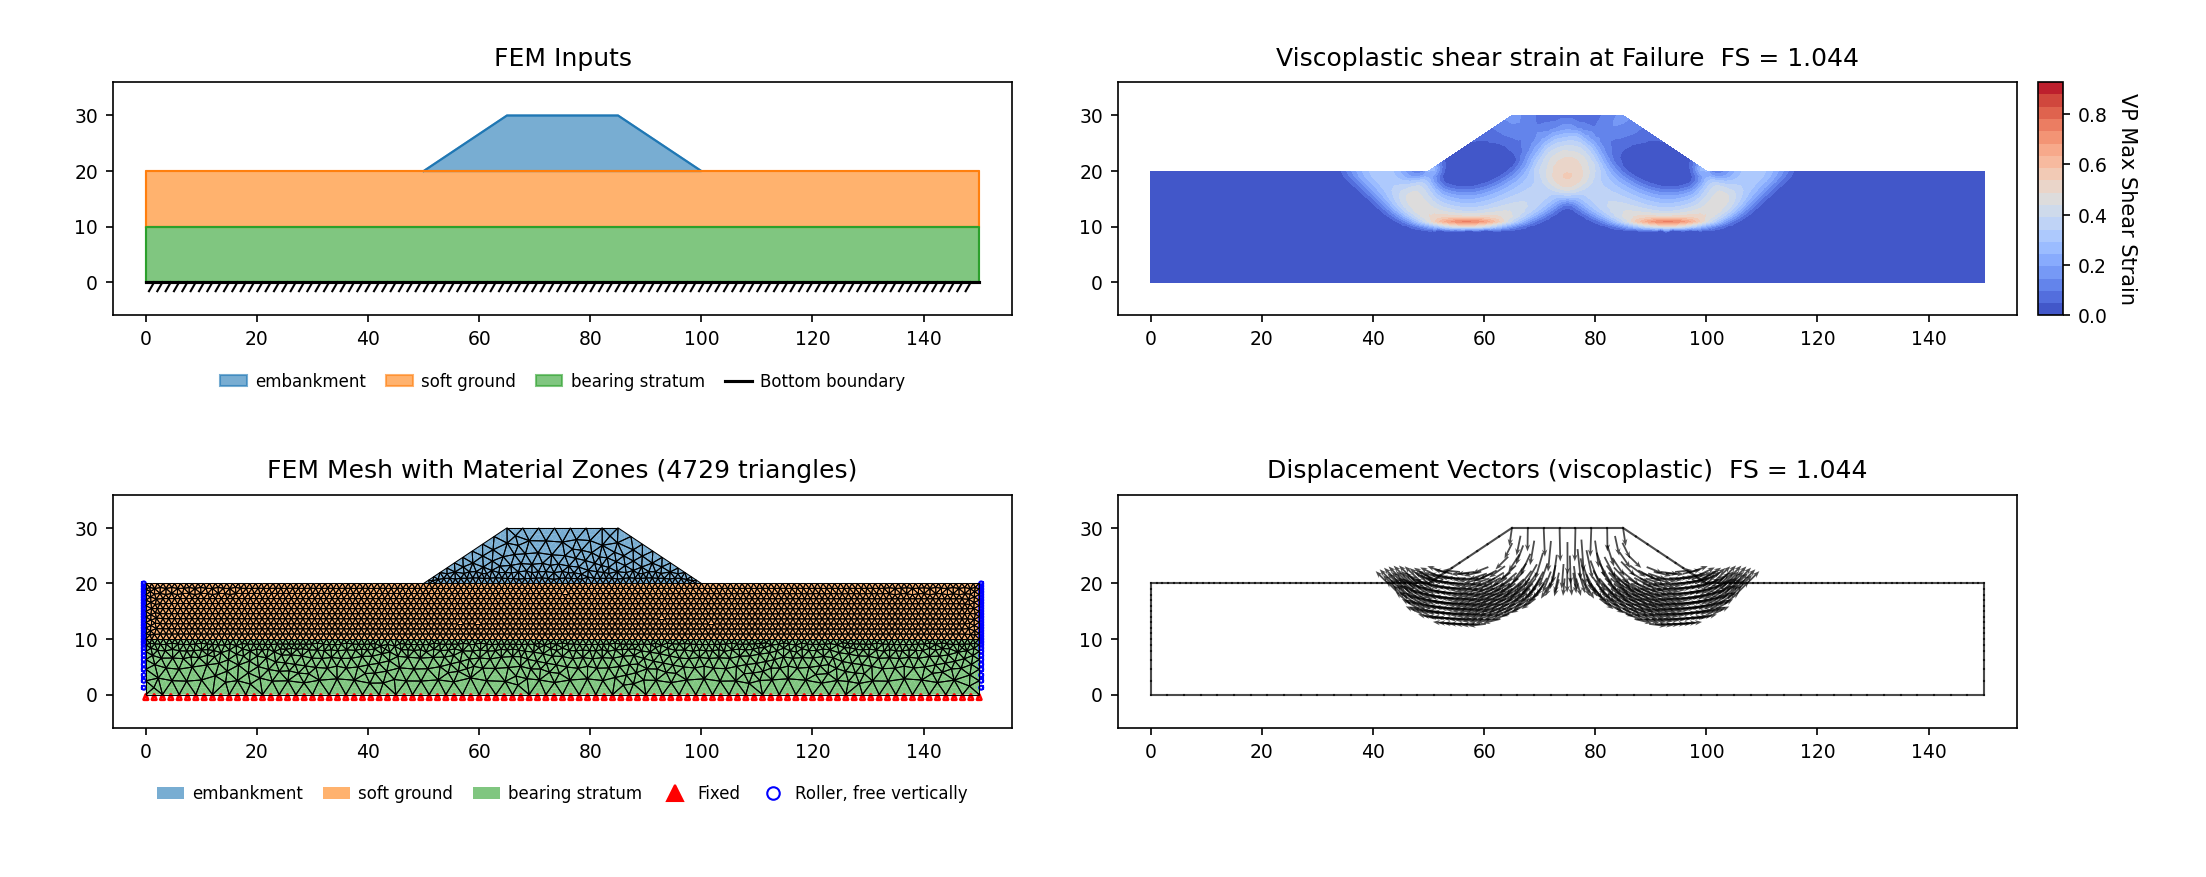 FEM Inputs
30
20
10
0
0 20 40 60 80 100 120 140
embankment soft ground bearing stratum Bottom boundary
Viscoplastic shear strain at Failure FS = 1.044
30
20
10
0
0 20 40 60 80 100 120 140
0.8
0.6
0.4
0.2
0.0
VP Max Shear Strain
FEM Mesh with Material Zones (4729 triangles)
30
20
10
0
0 20 40 60 80 100 120 140
embankment soft ground bearing stratum Fixed Roller, free vertically
Displacement Vectors (viscoplastic) FS = 1.044
30
20
10
0
0 20 40 60 80 100 120 140